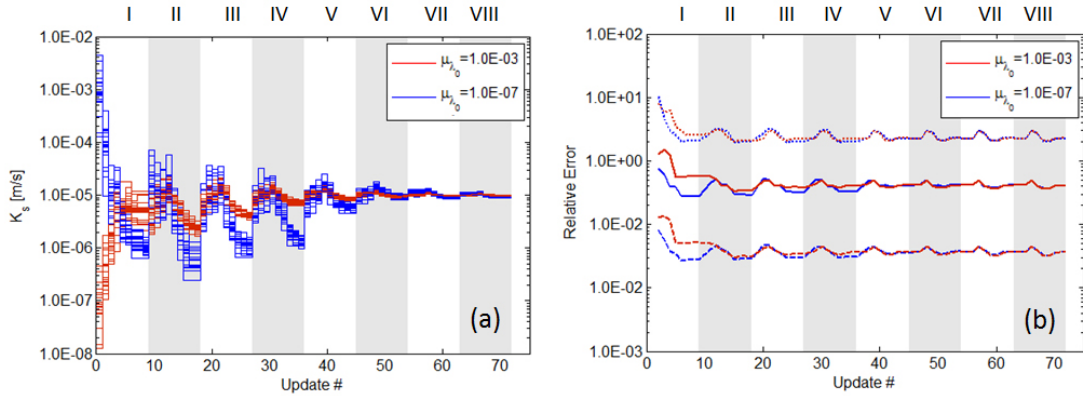 I II III IV V VI VII VIII
1.0E-02
1.0E-03
1.0E-04
1.0E-05
1.0E-06
1.0E-07
1.0E-08
Ks [m/s]
μλ0=1.0E-03
μλ0=1.0E-07
(a)
0 10 20 30 40 50 60 70
Update #
I II III IV V VI VII VIII
1.0E+02
1.0E+01
1.0E+00
1.0E-02
1.0E-02
1.0E-03
Relative Error
μλ0=1.0E-03
μλ0=1.0E-07
(b)
0 10 20 30 40 50 60 70
Update #